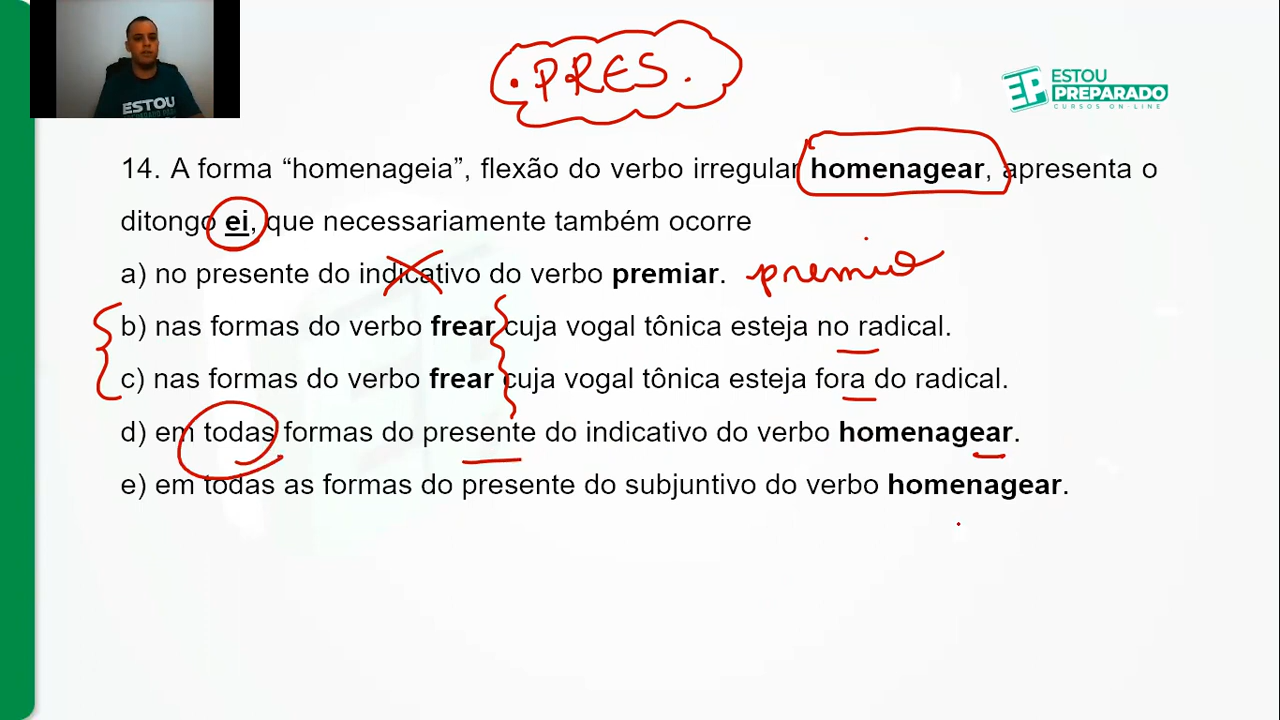 ESTOU
• PRES.
ESTOU
PREPARADO
CURSOS ON-LINE
14. A forma “homenageia”, flexão do verbo irregular homenagear, apresenta o
ditongo ei, que necessariamente também ocorre
a) no presente do indicativo do verbo premiar. premio
b) nas formas do verbo frear cuja vogal tônica esteja no radical.
c) nas formas do verbo frear cuja vogal tônica esteja fora do radical.
d) em todas formas do presente do indicativo do verbo homenagear.
e) em todas as formas do presente do subjuntivo do verbo homenagear.